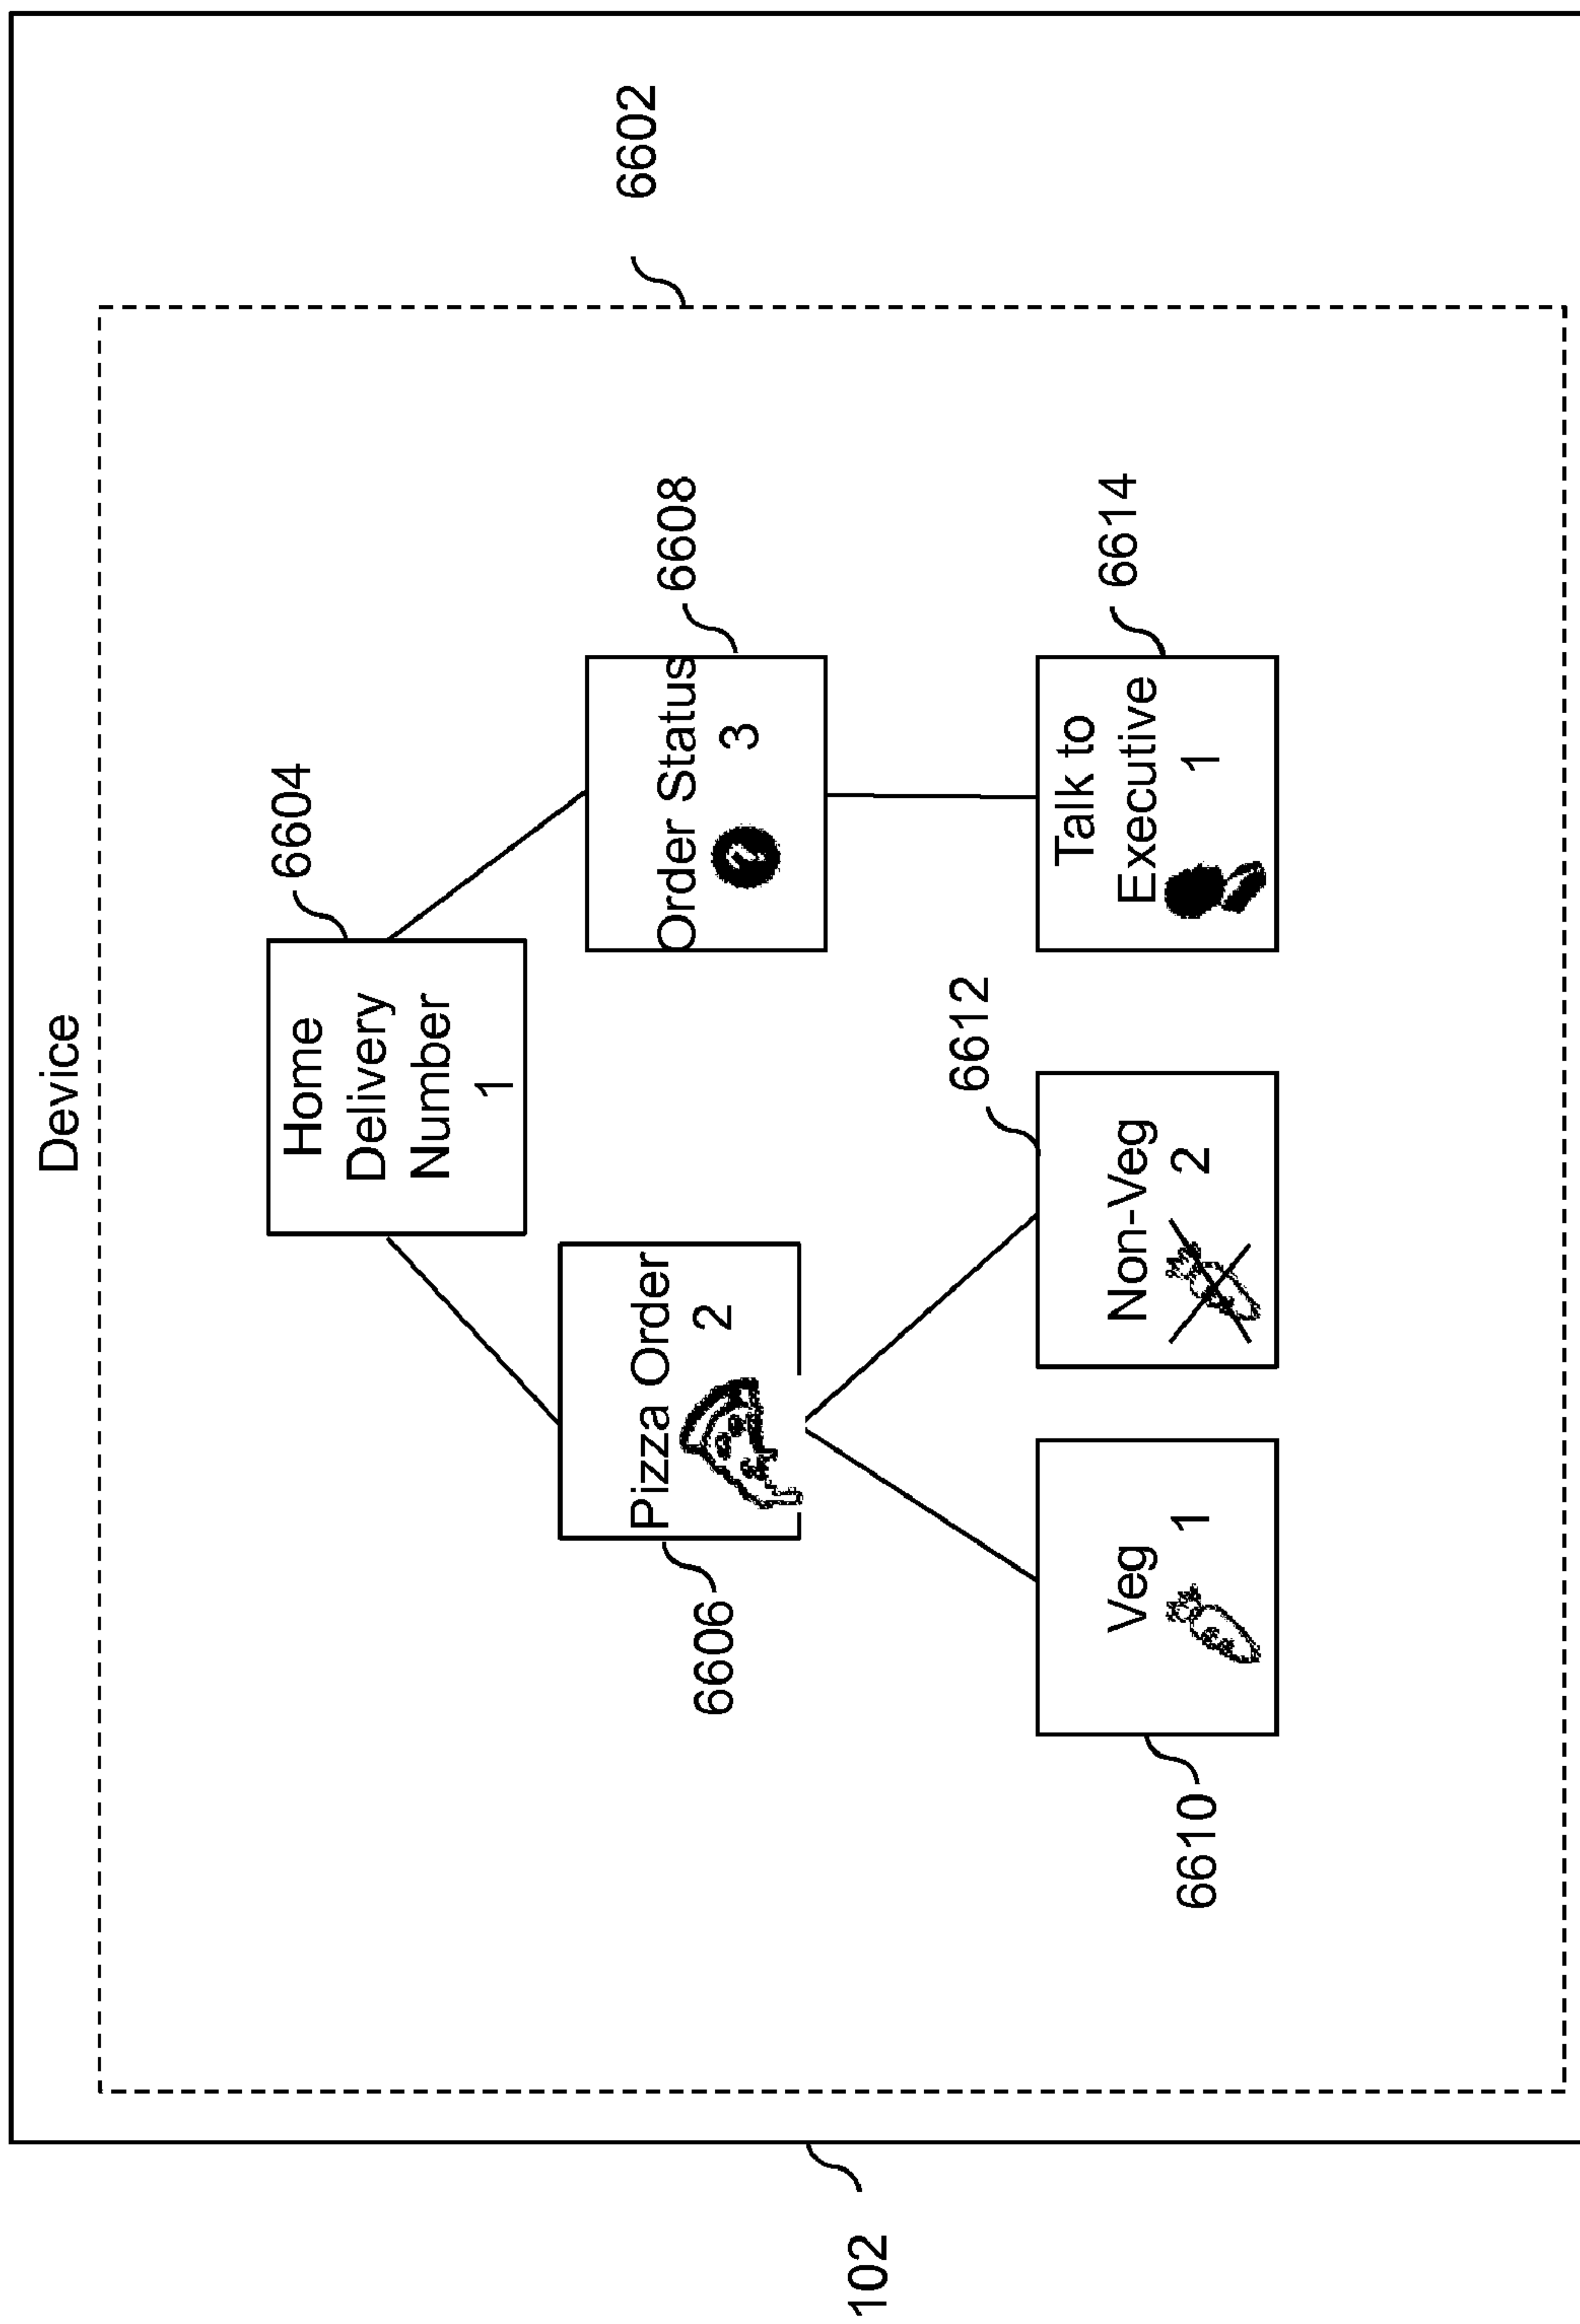 Device
6602
6604
Home
Delivery
Number
1
6606
Pizza Order
2
6608
Order Status
3
102
6612
6610
Veg
1
Non-Veg
2
6614
Talk to
Executive
1